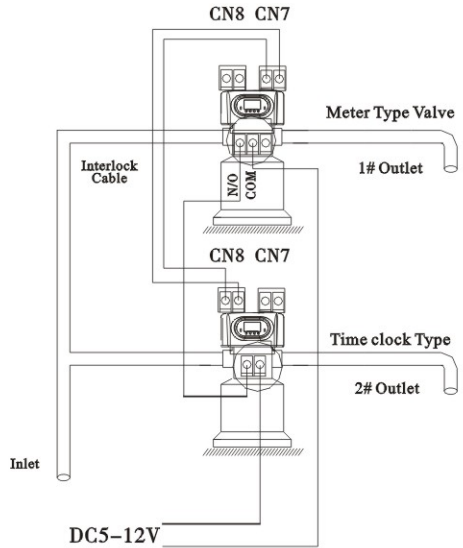 CN8 CN7
Meter Type Valve
Interlock
Cable
N/O
COM
1# Outlet
CN8 CN7
Time clock Type
2# Outlet
Inlet
DC5-12V